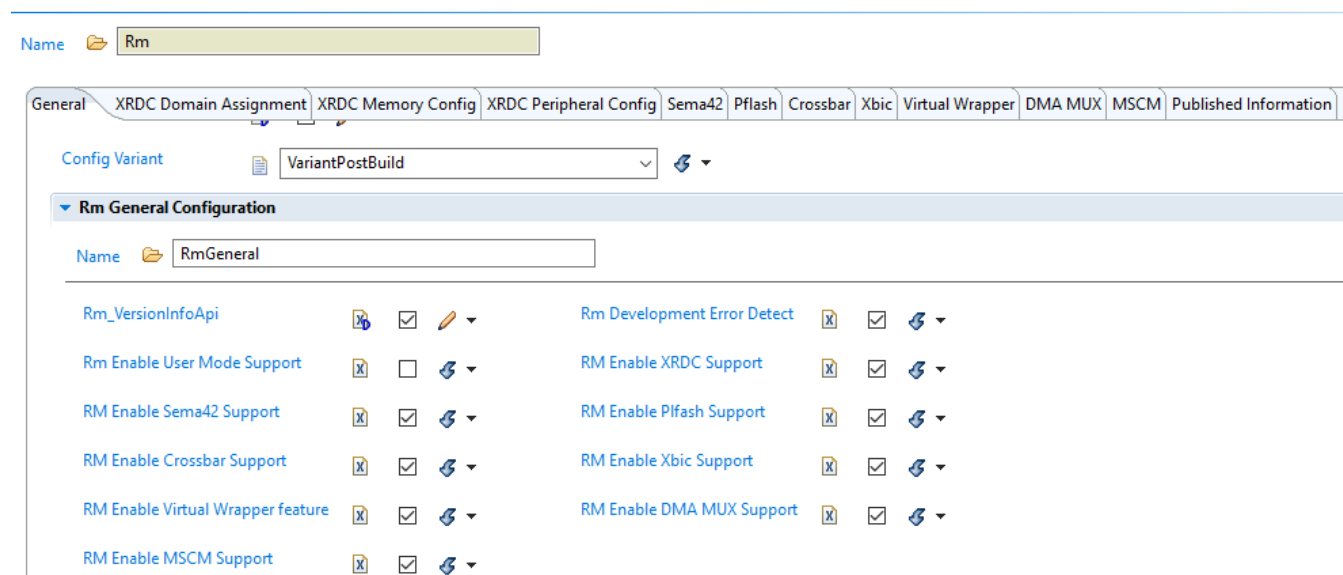 Name Rm
General XRDC Domain Assignment XRDC Memory Config XRDC Peripheral Config Sema42 Pflash Crossbar Xbic Virtual Wrapper DMA MUX MSCM Published Information
Config Variant VariantPostBuild
Rm General Configuration
Name RmGeneral
Rm_VersionInfoApi Rm Development Error Detect
Rm Enable User Mode Support RM Enable XRDC Support
RM Enable Sema42 Support RM Enable Plfash Support
RM Enable Crossbar Support RM Enable Xbic Support
RM Enable Virtual Wrapper feature RM Enable DMA MUX Support
RM Enable MSCM Support